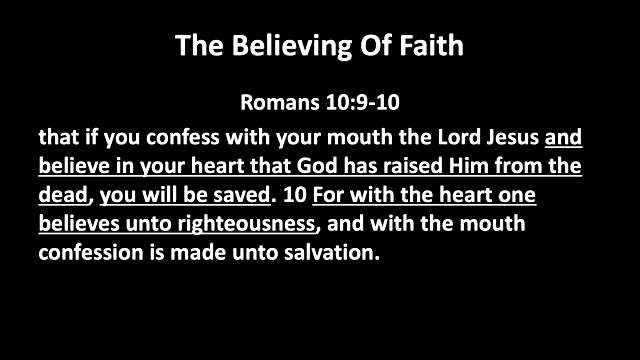 The Believing Of Faith
Romans 10:9-10
that if you confess with your mouth the Lord Jesus and
believe in your heart that God has raised Him from the
dead, you will be saved. 10 For with the heart one
believes unto righteousness, and with the mouth
confession is made unto salvation.